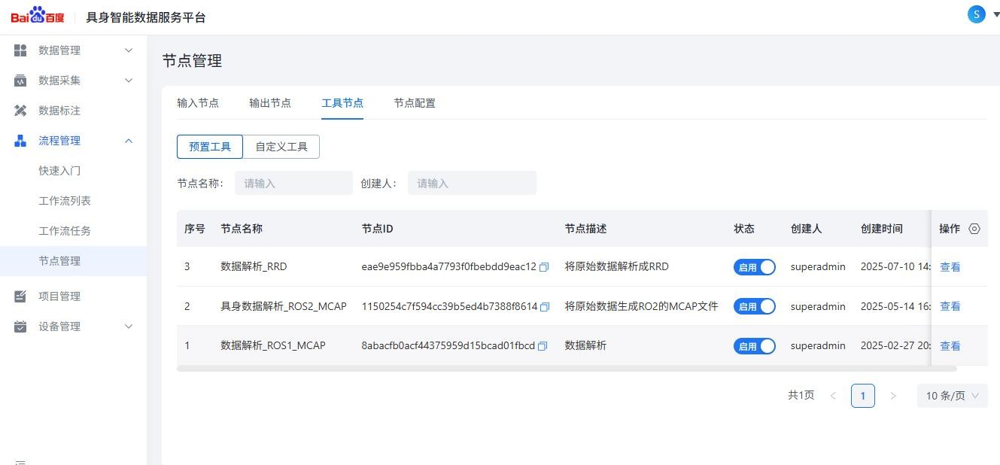 Baidu百度 具身智能数据服务平台 S
数据管理
数据采集
数据标注
流程管理
快速入门
工作流列表
工作流任务
节点管理
项目管理
设备管理
节点管理
输入节点 输出节点 工具节点 节点配置
预置工具 自定义工具
节点名称: 请输入 创建人: 请输入
序号 节点名称 节点ID 节点描述 状态 创建人 创建时间 操作
3 数据解析_RRD eae9e959fbba4a7793f0fbebdd9eac12 将原始数据解析成RRD 启用 superadmin 2025-07-10 14: 查看
2 具身数据解析_ROS2_MCAP 1150254c7f594cc39b5ed4b7388f8614 将原始数据生成RO2的MCAP文件 启用 superadmin 2025-05-14 16: 查看
1 数据解析_ROS1_MCAP 8abacfb0acf44375959d15bcad01fbcd 数据解析 启用 superadmin 2025-02-27 20: 查看
共1页 < 1 > 10 条/页